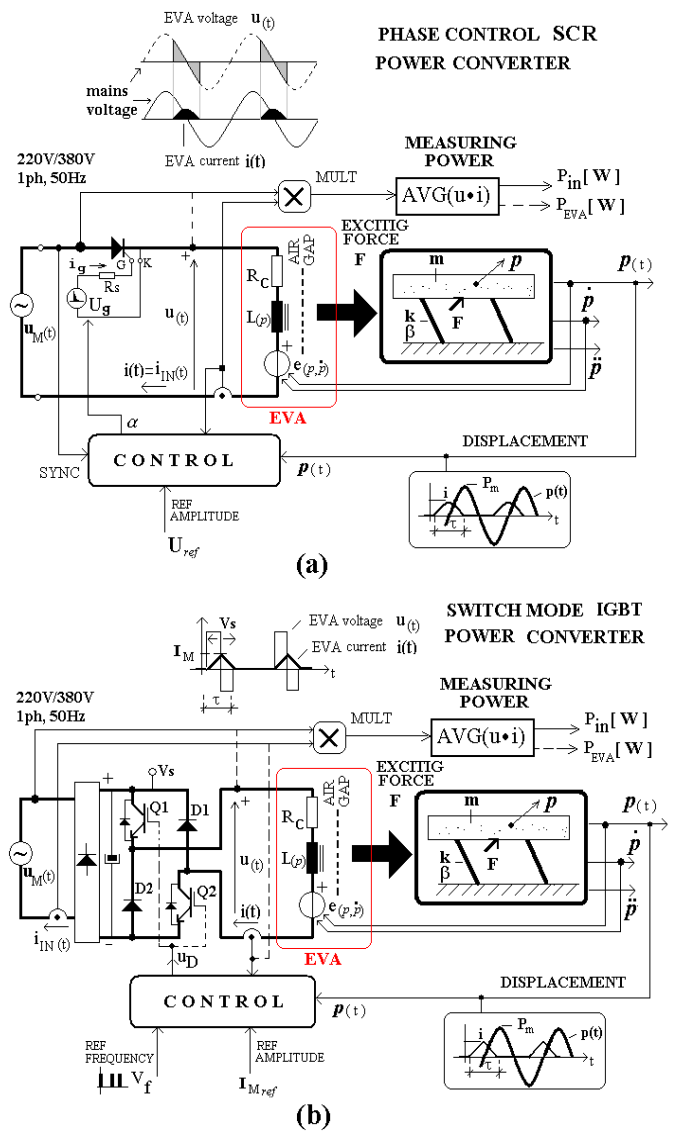 EVA voltage u(t)
PHASE CONTROL SCR
POWER CONVERTER
mains
voltage
EVA current i(t)
220V/380V
1ph, 50Hz
MULT
MEASURING
POWER
AVG(u•i)
Pin[W]
PEVA[W]
EXCITIG
FORCE
F
AIR
GAP
ig
G
K
Rs
Ug
uM(t)
+
u(t)
RC
L(p)
+
e(p,ṗ)
i(t)=iIN(t)
EVA
m
p
k
β
F
p(t)
ṗ
p̈
α
SYNC
CONTROL
p(t)
DISPLACEMENT
REF
AMPLITUDE
Uref
i
Pm
p(t)
τ
t
(a)
SWITCH MODE IGBT
POWER CONVERTER
Vs
EVA voltage u(t)
IM
EVA current i(t)
t
τ
220V/380V
1ph, 50Hz
MULT
MEASURING
POWER
AVG(u•i)
Pin[W]
PEVA[W]
EXCITIG
FORCE
F
AIR
GAP
+
Vs
Q1
D1
D2
Q2
uM(t)
iIN(t)
-
uD
+
u(t)
i(t)
RC
L(p)
+
e(p,ṗ)
EVA
m
p
k
β
F
p(t)
ṗ
p̈
CONTROL
p(t)
DISPLACEMENT
REF
FREQUENCY
Vf
REF
AMPLITUDE
IMref
i
Pm
p(t)
τ
t
(b)